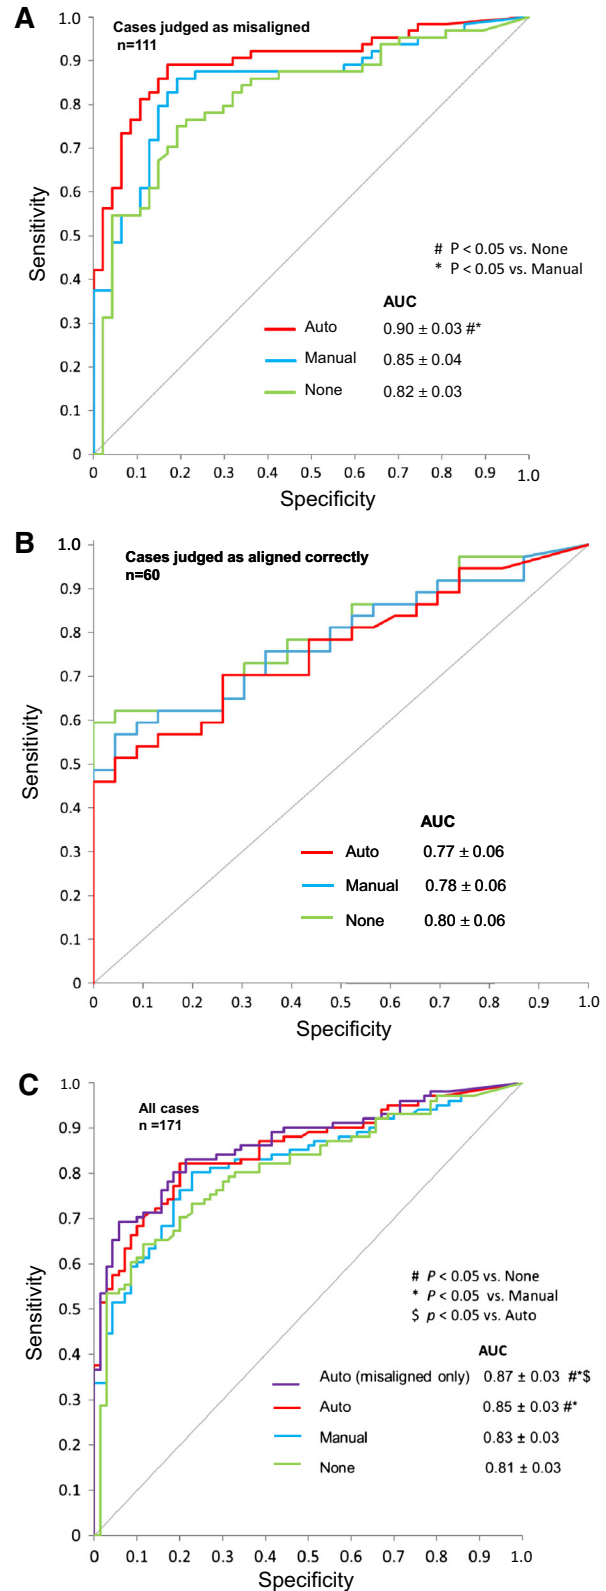 A
Cases judged as misaligned
n=111
1.0
0.9
0.8
0.7
0.6
0.5
0.4
0.3
0.2
0.1
0
Sensitivity
# P < 0.05 vs. None
* P < 0.05 vs. Manual
AUC
Auto 0.90 ± 0.03 #*
Manual 0.85 ± 0.04
None 0.82 ± 0.03
0 0.1 0.2 0.3 0.4 0.5 0.6 0.7 0.8 0.9 1.0
Specificity
B
Cases judged as aligned correctly
n=60
1.0
0.9
0.8
0.7
0.6
0.5
0.4
0.3
0.2
0.1
0
Sensitivity
AUC
Auto 0.77 ± 0.06
Manual 0.78 ± 0.06
None 0.80 ± 0.06
0 0.1 0.2 0.3 0.4 0.5 0.6 0.7 0.8 0.9 1.0
Specificity
C
All cases
n =171
1.0
0.9
0.8
0.7
0.6
0.5
0.4
0.3
0.2
0.1
0
Sensitivity
# P < 0.05 vs. None
* P < 0.05 vs. Manual
$ p < 0.05 vs. Auto
AUC
Auto (misaligned only) 0.87 ± 0.03 #*$
Auto 0.85 ± 0.03 #*
Manual 0.83 ± 0.03
None 0.81 ± 0.03
0 0.1 0.2 0.3 0.4 0.5 0.6 0.7 0.8 0.9 1.0
Specificity